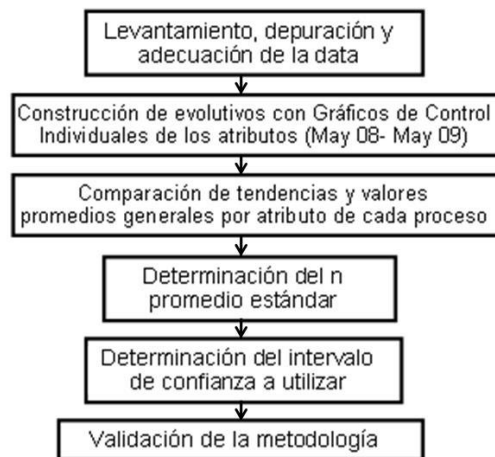 Levantamiento, depuración y
adecuación de la data
Construcción de evolutivos con Gráficos de Control
Individuales de los atributos (May 08- May 09)
Comparación de tendencias y valores
promedios generales por atributo de cada proceso
Determinación del n
promedio estándar
Determinación del intervalo
de confianza a utilizar
Validación de la metodología